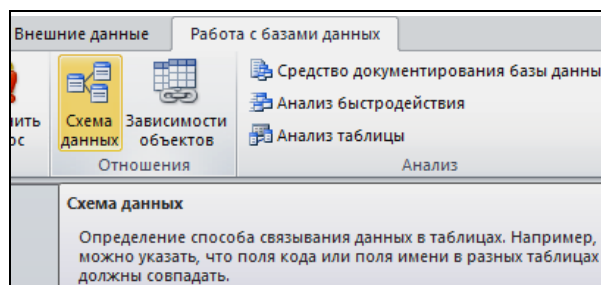 Внешние данные Работа с базами данных
Схема данных
Зависимости объектов
Отношения
Средство документирования базы
Анализ быстродействия
Анализ таблицы
Анализ
Схема данных
Определение способа связывания данных в таблицах. Например,
можно указать, что поля кода или поля имени в разных таблицах
должны совпадать.